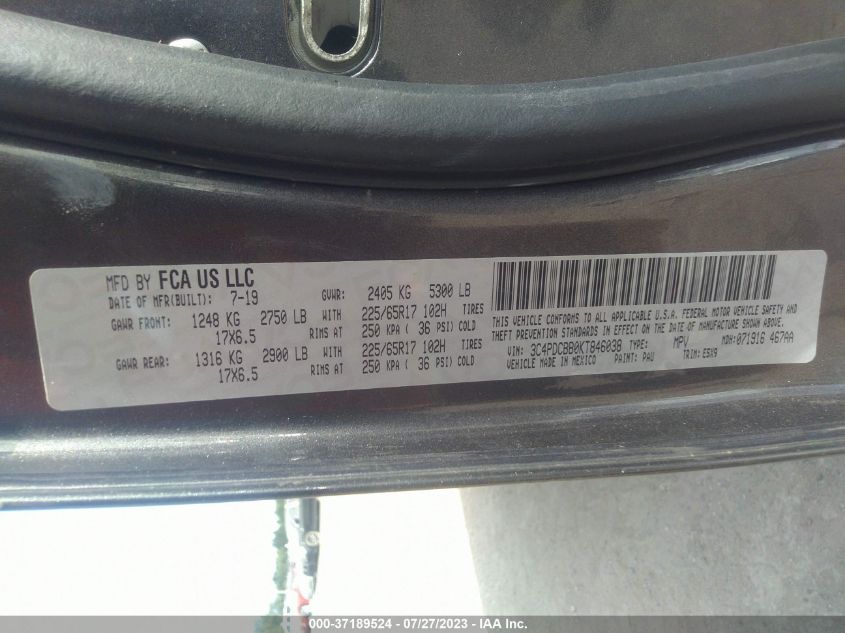 MFD BY FCA US LLC
DATE OF MFR(BUILT): 7-19
GVWR: 2405 KG 5300 LB
GAWR FRONT: 1248 KG 2750 LB WITH 225/65R17 102H TIRES
17X6.5 RIMS AT 250 KPA ( 36 PSI) COLD
GAWR REAR: 1316 KG 2900 LB WITH 225/65R17 102H TIRES
17X6.5 RIMS AT 250 KPA ( 36 PSI) COLD
THIS VEHICLE CONFORMS TO ALL APPLICABLE U.S.A. FEDERAL MOTOR VEHICLE SAFETY AND
THEFT PREVENTION STANDARDS IN EFFECT ON THE DATE OF MANUFACTURE SHOWN ABOVE.
VIN: 3C4PDCBB0KT846038 TYPE: MPV MDH: 071916 467AA
VEHICLE MADE IN MEXICO PAINT: PAU TRIM: E5X9
000-37189524 - 07/27/2023 - IAA Inc.